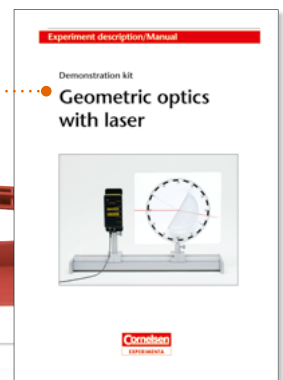 Experiment description/Manual
Demonstration kit
Geometric optics
with laser
Cornelsen
EXPERIMENTA